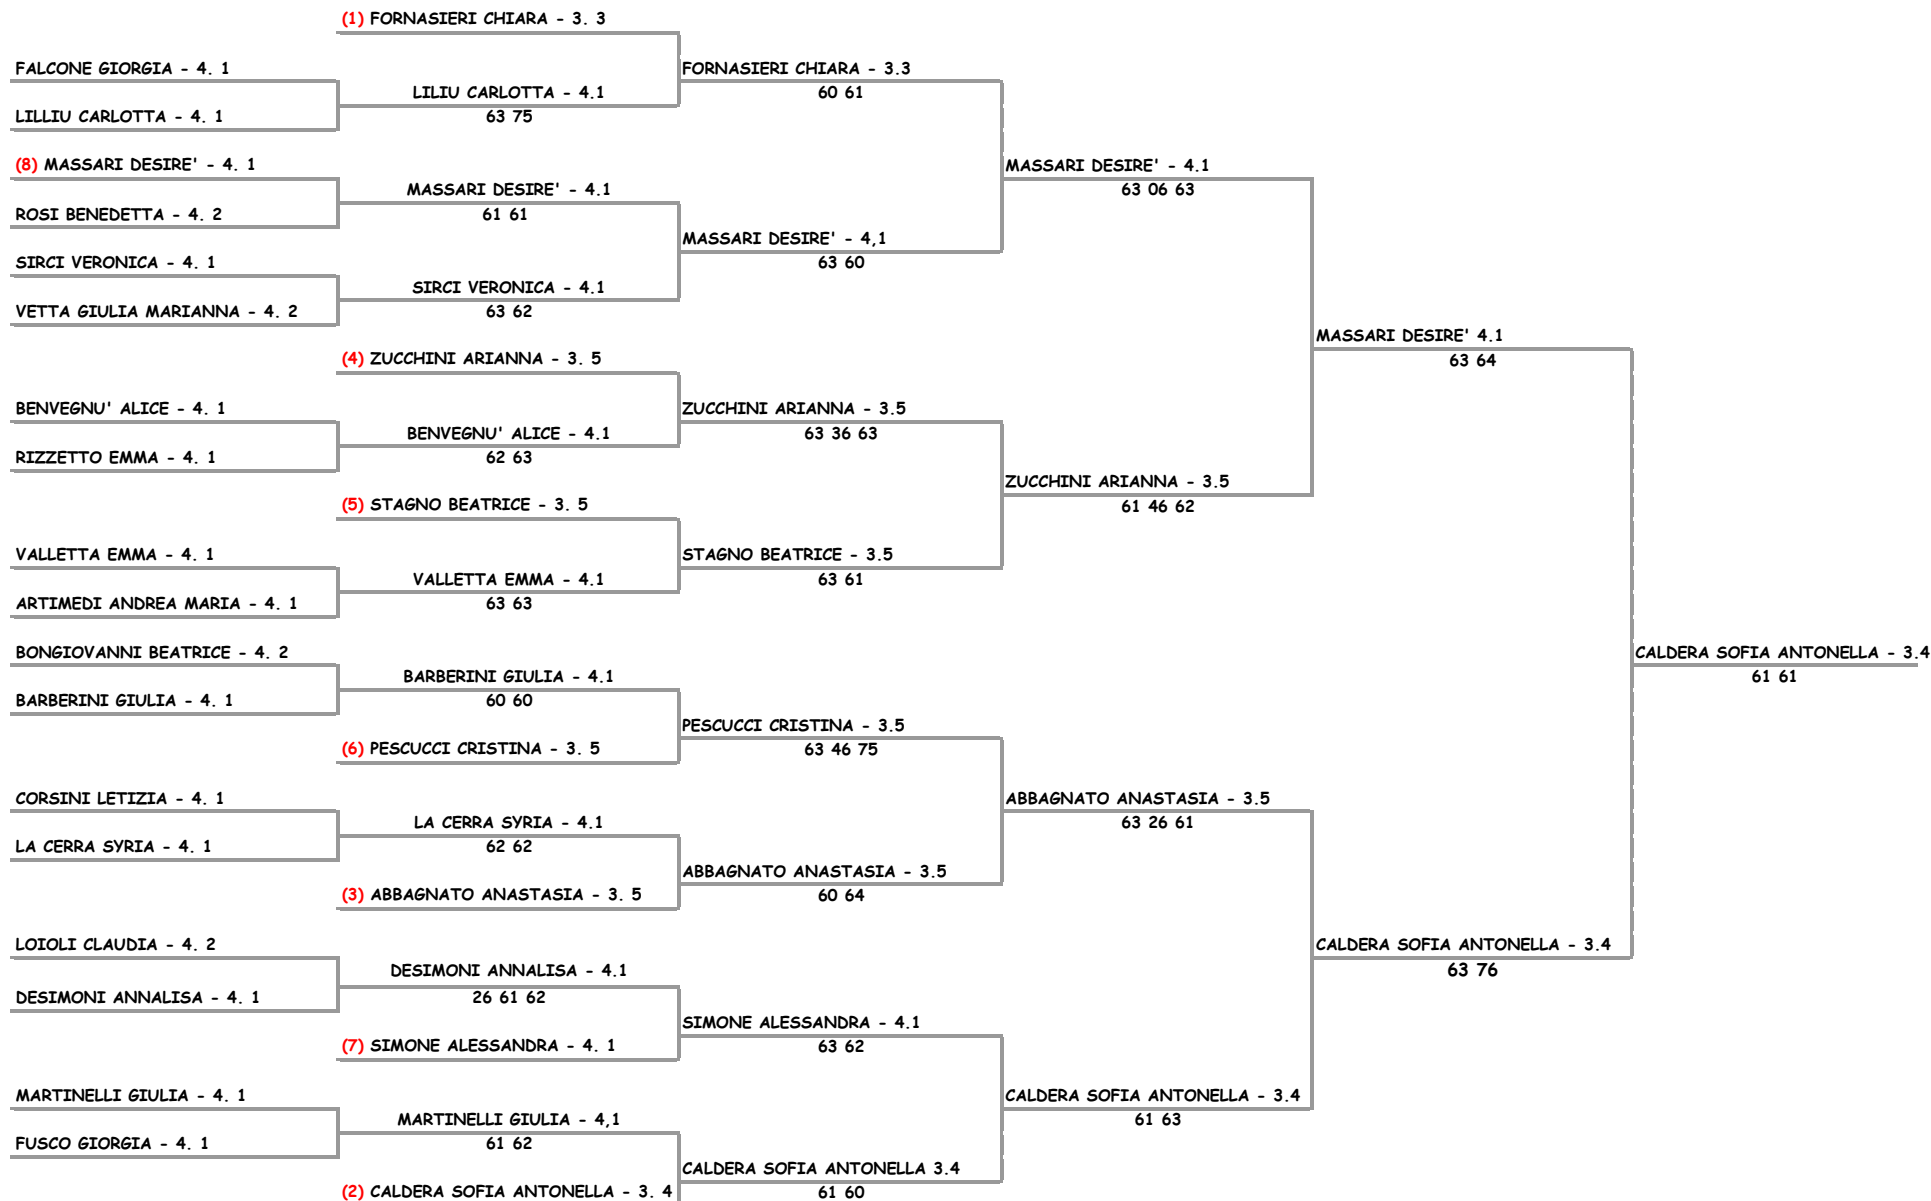 (1) FORNASIERI CHIARA - 3. 3
FALCONE GIORGIA - 4. 1
LILLIU CARLOTTA - 4. 1
(8) MASSARI DESIRE' - 4. 1
ROSI BENEDETTA - 4. 2
SIRCI VERONICA - 4. 1
VETTA GIULIA MARIANNA - 4. 2
BENVEGNU' ALICE - 4. 1
RIZZETTO EMMA - 4. 1
VALLETTA EMMA - 4. 1
ARTIMEDI ANDREA MARIA - 4. 1
BONGIOVANNI BEATRICE - 4. 2
BARBERINI GIULIA - 4. 1
CORSINI LETIZIA - 4. 1
LA CERRA SYRIA - 4. 1
LOIOLI CLAUDIA - 4. 2
DESIMONI ANNALISA - 4. 1
MARTINELLI GIULIA - 4. 1
FUSCO GIORGIA - 4. 1
LILIU CARLOTTA - 4.1
63 75
MASSARI DESIRE' - 4.1
61 61
SIRCI VERONICA - 4.1
63 62
(4) ZUCCHINI ARIANNA - 3. 5
BENVEGNU' ALICE - 4.1
62 63
(5) STAGNO BEATRICE - 3. 5
VALLETTA EMMA - 4.1
63 63
BARBERINI GIULIA - 4.1
60 60
(6) PESCUCCI CRISTINA - 3. 5
LA CERRA SYRIA - 4.1
62 62
(3) ABBAGNATO ANASTASIA - 3. 5
DESIMONI ANNALISA - 4.1
26 61 62
(7) SIMONE ALESSANDRA - 4. 1
MARTINELLI GIULIA - 4,1
61 62
(2) CALDERA SOFIA ANTONELLA - 3. 4
FORNASIERI CHIARA - 3.3
60 61
MASSARI DESIRE' - 4,1
63 60
ZUCCHINI ARIANNA - 3.5
63 36 63
STAGNO BEATRICE - 3.5
63 61
PESCUCCI CRISTINA - 3.5
63 46 75
ABBAGNATO ANASTASIA - 3.5
60 64
SIMONE ALESSANDRA - 4.1
63 62
CALDERA SOFIA ANTONELLA 3.4
61 60
MASSARI DESIRE' - 4.1
63 06 63
ZUCCHINI ARIANNA - 3.5
61 46 62
ABBAGNATO ANASTASIA - 3.5
63 26 61
CALDERA SOFIA ANTONELLA - 3.4
61 63
MASSARI DESIRE' 4.1
63 64
CALDERA SOFIA ANTONELLA - 3.4
63 76
CALDERA SOFIA ANTONELLA - 3.4
61 61